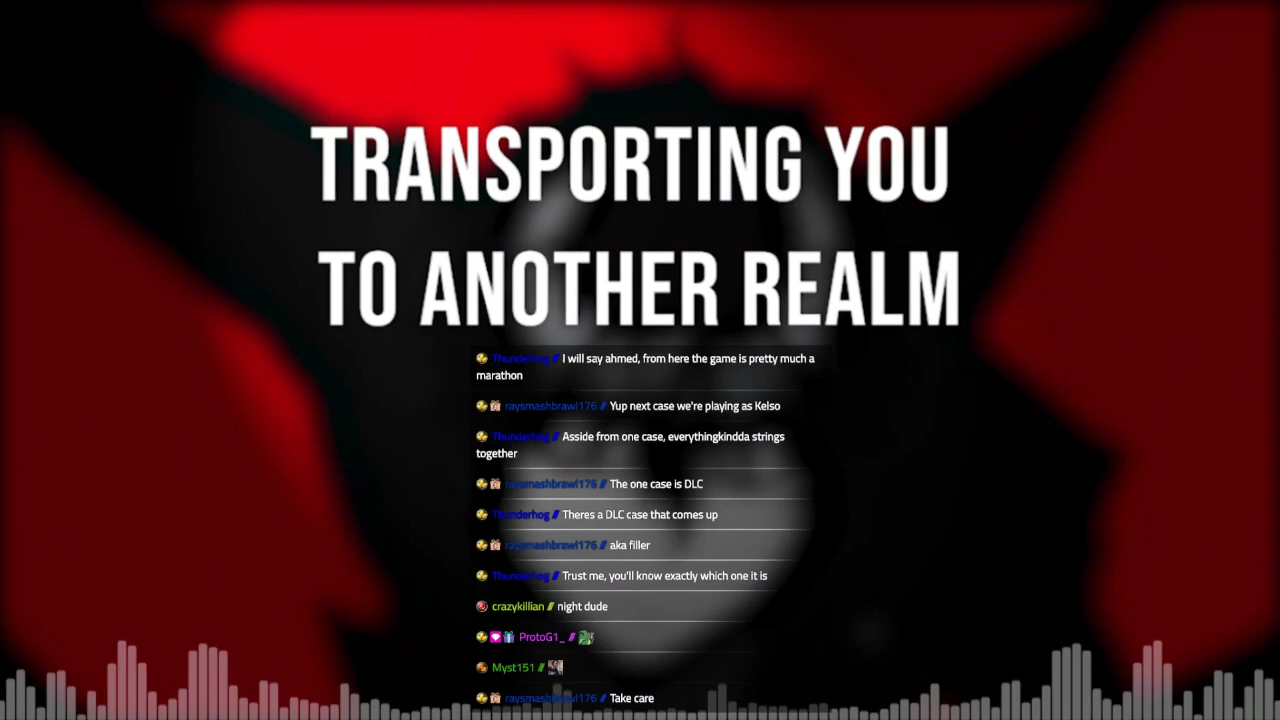 TRANSPORTING YOU
TO ANOTHER REALM
Thunderhog // I will say ahmed, from here the game is pretty much a
marathon
raysmashbrawl176 // Yup next case we're playing as Kelso
Thunderhog // Asside from one case, everythingkindda strings
together
raysmashbrawl176 // The one case is DLC
Thunderhog // Theres a DLC case that comes up
raysmashbrawl176 // aka filler
Thunderhog // Trust me, you'll know exactly which one it is
crazykillian // night dude
ProtoG1_ //
Myst151 //
raysmashbrawl176 // Take care